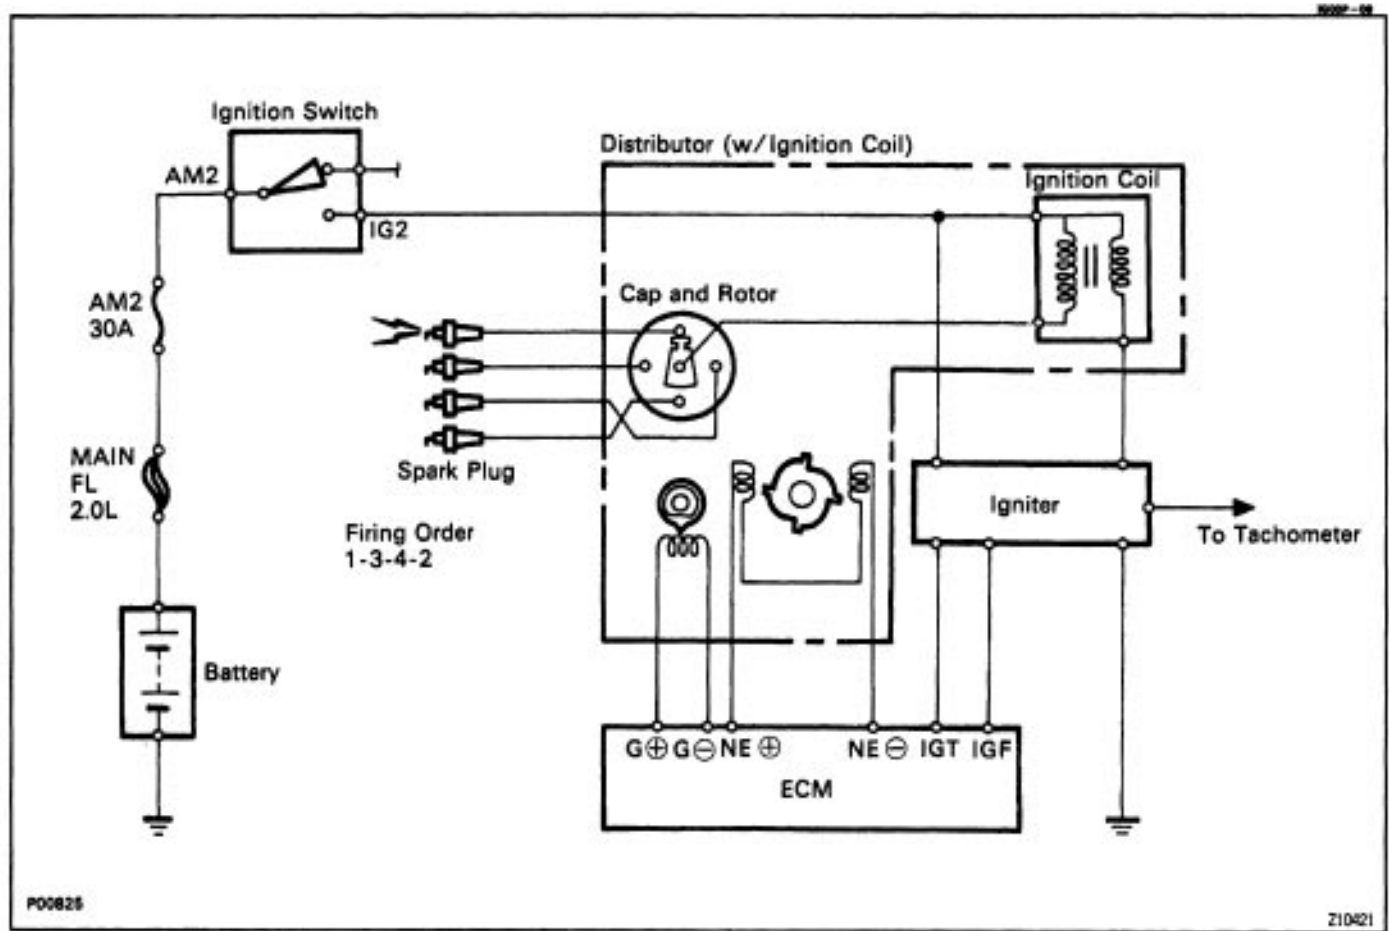 Ignition Switch
AM2
IG2
Distributor (w/Ignition Coil)
Ignition Coil
AM2
30A
Cap and Rotor
MAIN
FL
2.0L
Spark Plug
Firing Order
1-3-4-2
Igniter
To Tachometer
Battery
G⊕ G⊖ NE ⊕ NE ⊖ IGT IGF
ECM
P00825
Z10421